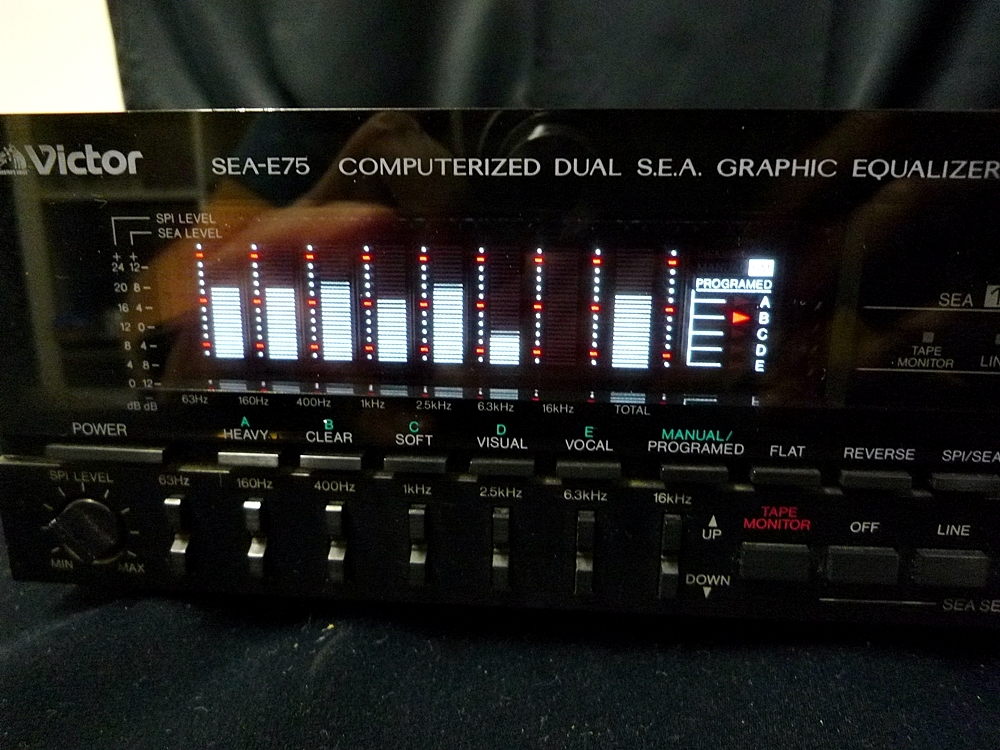 Victor SEA-E75 COMPUTERIZED DUAL S.E.A. GRAPHIC EQUALIZER
SPI LEVEL
SEA LEVEL
+ +
24 12
20 8
16 4
12 0
8 4
4 8
0 12
dB dB
PROGRAMED
A
B
C
D
E
63Hz 160Hz 400Hz 1kHz 2.5kHz 6.3kHz 16kHz TOTAL
SEA
TAPE
MONITOR
POWER
A B C D E MANUAL/
HEAVY CLEAR SOFT VISUAL VOCAL PROGRAMED FLAT REVERSE SPI/SEA
SPI LEVEL
MIN MAX
63Hz 160Hz 400Hz 1kHz 2.5kHz 6.3kHz 16kHz
UP
DOWN
TAPE
MONITOR OFF LINE